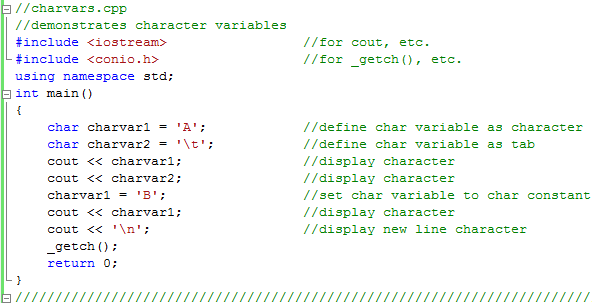 //charvars.cpp
//demonstrates character variables
#include <iostream> //for cout, etc.
#include <conio.h> //for _getch(), etc.
using namespace std;
int main()
{
char charvar1 = 'A'; //define char variable as character
char charvar2 = '\t'; //define char variable as tab
cout << charvar1; //display character
cout << charvar2; //display character
charvar1 = 'B'; //set char variable to char constant
cout << charvar1; //display character
cout << '\n'; //display new line character
_getch();
return 0;
}
////////////////////////////////////////////////////////////////////////